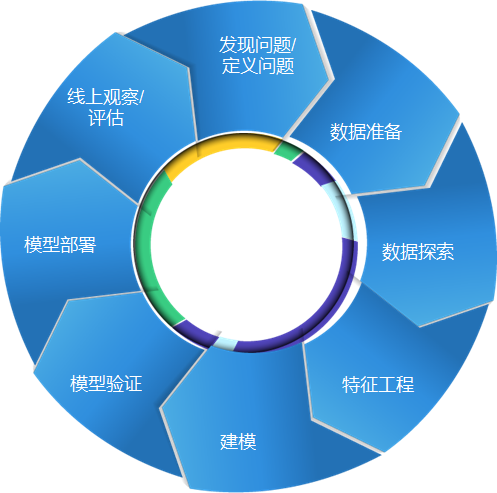 发现问题/
定义问题
数据准备
数据探索
特征工程
建模
模型验证
模型部署
线上观察/
评估